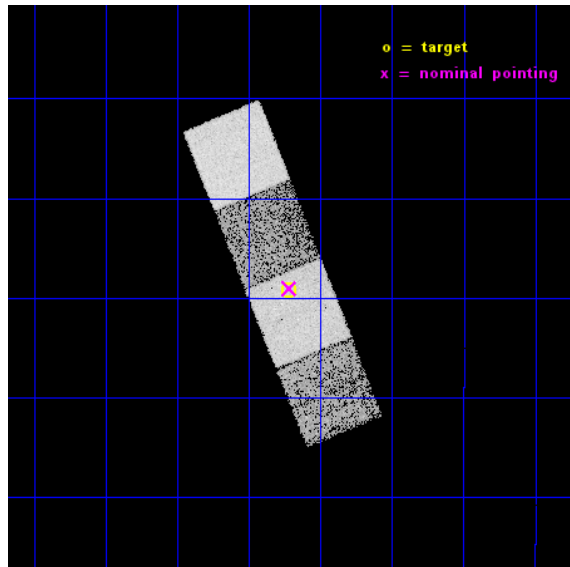 o = target
x = nominal pointing